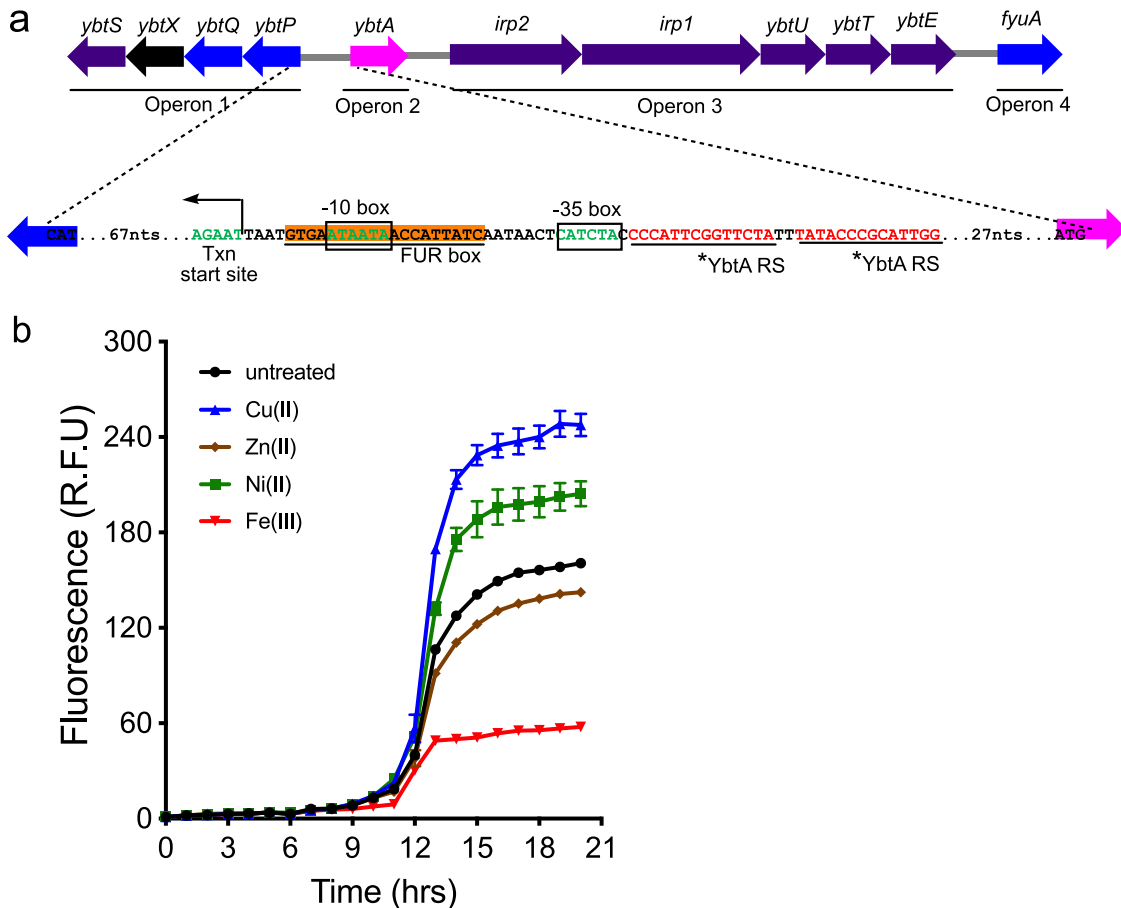 a
ybtS ybtX ybtQ ybtP ybtA irp2 irp1 ybtU ybtT ybtE fyuA
Operon 1 Operon 2 Operon 3 Operon 4
-10 box -35 box
CAT...67nts...AGAATTAATGTGAATAATAACCATTATCAATAACTCATCTACCCCATTCGGTTCTATTTTATACCCGCATTGG...27nts...ATG
Txn start site FUR box *YbtA RS *YbtA RS
b
Fluorescence (R.F.U)
300
240
180
120
60
0
untreated
Cu(II)
Zn(II)
Ni(II)
Fe(III)
0 3 6 9 12 15 18 21
Time (hrs)